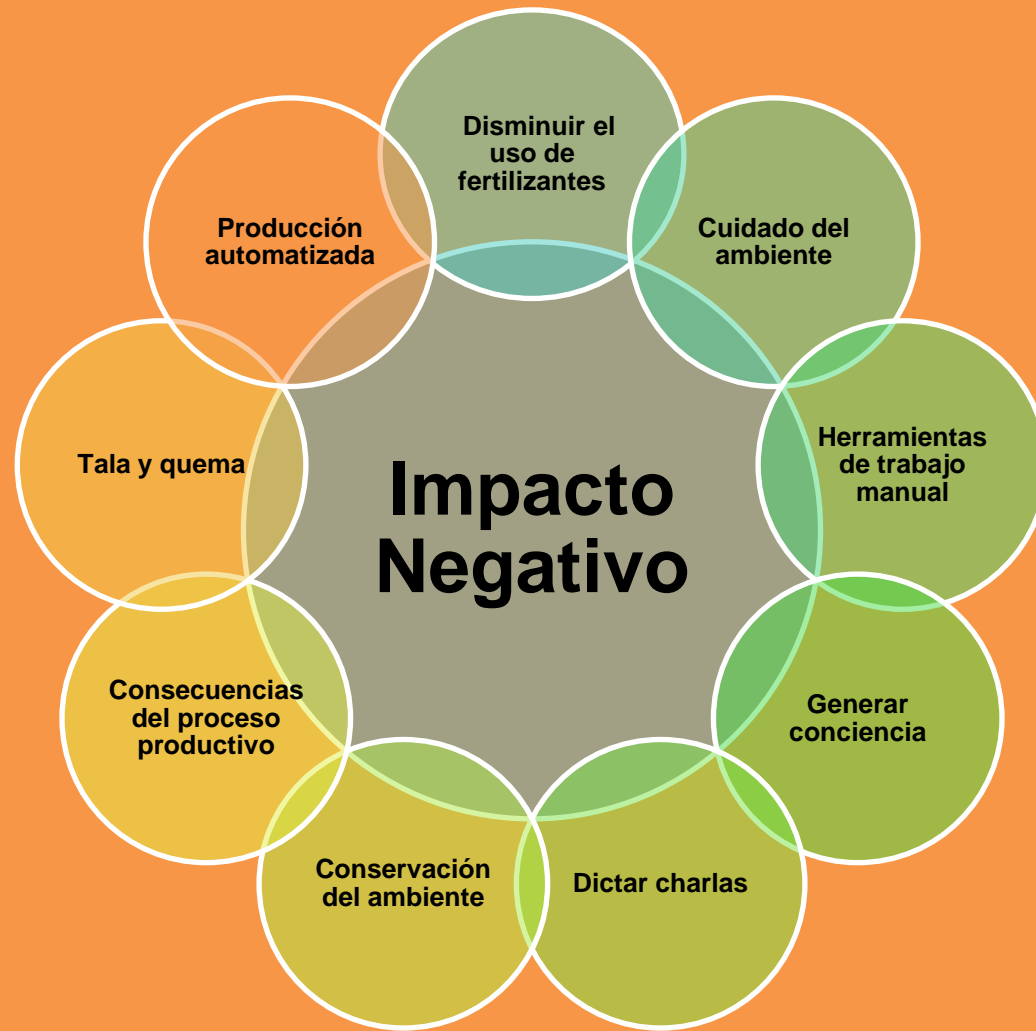 Disminuir el
uso de
fertilizantes
Cuidado del
ambiente
Herramientas
de trabajo
manual
Generar
conciencia
Dictar charlas
Conservación
del ambiente
Consecuencias
del proceso
productivo
Tala y quema
Producción
automatizada
Impacto
Negativo